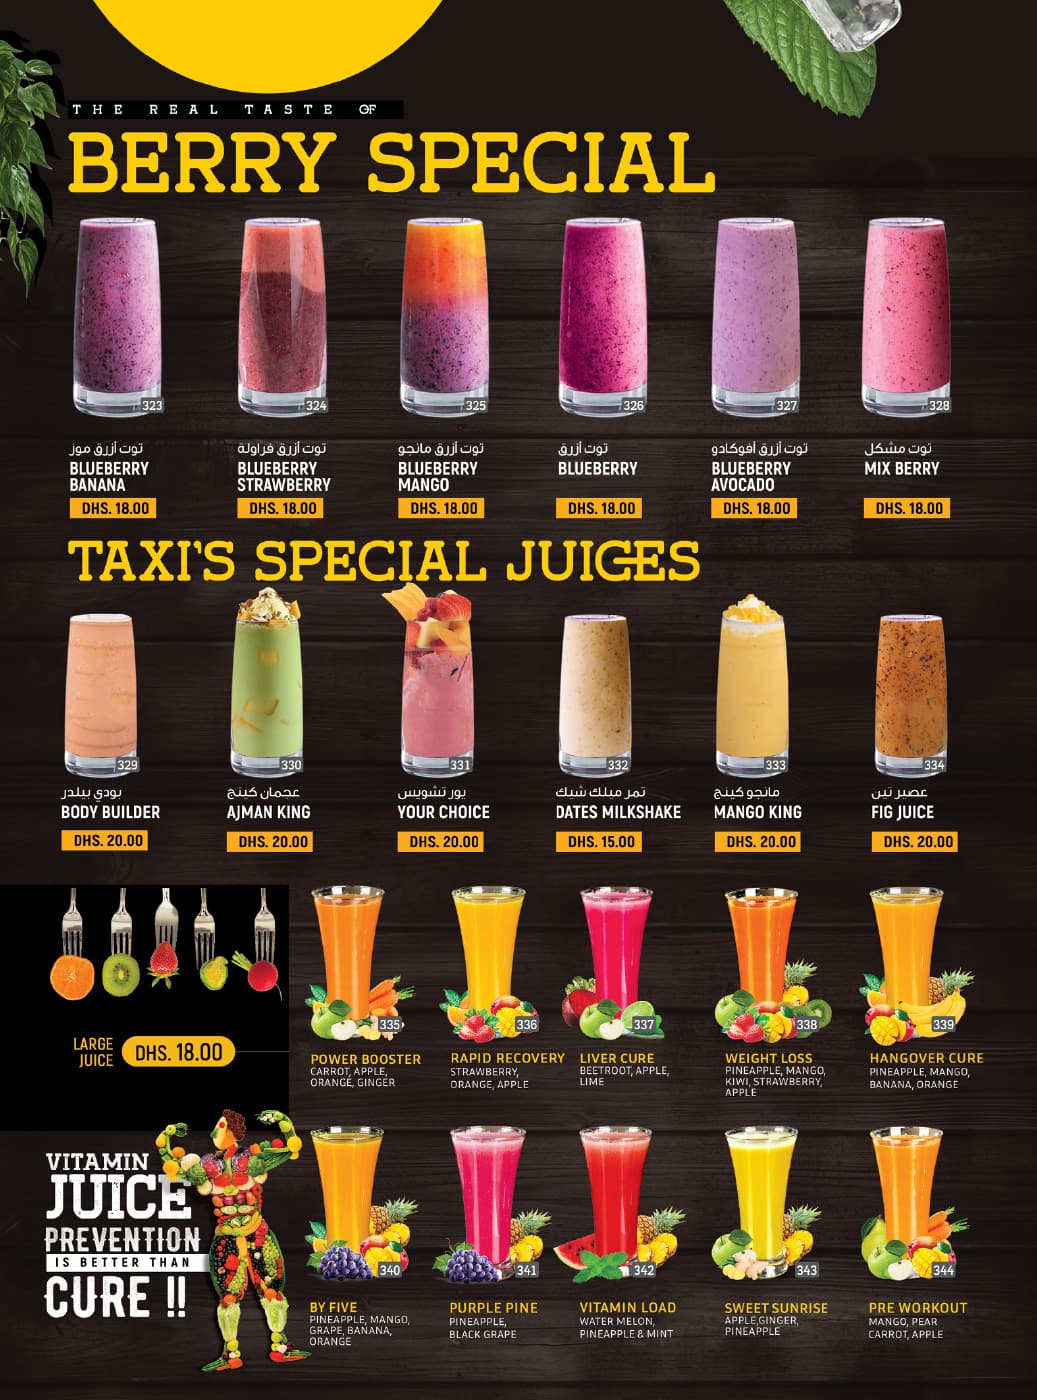 THE REAL TASTE OF
BERRY SPECIAL
323
324
325
326
327
328
توت أزرق موز
BLUEBERRY
BANANA
DHS. 18.00
توت أزرق فراولة
BLUEBERRY
STRAWBERRY
DHS. 18.00
توت أزرق مانجو
BLUEBERRY
MANGO
DHS. 18.00
توت أزرق
BLUEBERRY
DHS. 18.00
توت أزرق أفوكادو
BLUEBERRY
AVOCADO
DHS. 18.00
توت مشكل
MIX BERRY
DHS. 18.00
TAXI'S SPECIAL JUICES
329
330
331
332
333
334
بودي بيلدر
BODY BUILDER
DHS. 20.00
عجمان كينج
AJMAN KING
DHS. 20.00
يور تشويس
YOUR CHOICE
DHS. 20.00
تمر ميلك شيك
DATES MILKSHAKE
DHS. 15.00
مانجو كينج
MANGO KING
DHS. 20.00
عصير تين
FIG JUICE
DHS. 20.00
LARGE
JUICE
DHS. 18.00
335
POWER BOOSTER
CARROT, APPLE,
ORANGE, GINGER
336
RAPID RECOVERY
STRAWBERRY,
ORANGE, APPLE
337
LIVER CURE
BEETROOT, APPLE,
LIME
338
WEIGHT LOSS
PINEAPPLE, MANGO,
KIWI, STRAWBERRY,
APPLE
339
HANGOVER CURE
PINEAPPLE, MANGO,
BANANA, ORANGE
VITAMIN
JUICE
PREVENTION
IS BETTER THAN
CURE !!
340
BY FIVE
PINEAPPLE, MANGO,
GRAPE, BANANA,
ORANGE
341
PURPLE PINE
PINEAPPLE,
BLACK GRAPE
342
VITAMIN LOAD
WATER MELON,
PINEAPPLE & MINT
343
SWEET SUNRISE
APPLE,GINGER,
PINEAPPLE
344
PRE WORKOUT
MANGO, PEAR
CARROT, APPLE